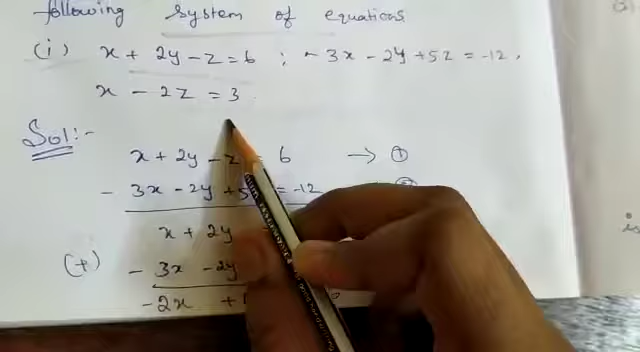 following System of equations
(i) x + 2y - z = 6 ; - 3x - 2y + 5z = -12 ,
x - 2z = 3
Sol:-
x + 2y - z = 6 → ①
- 3x - 2y + 5 = -12
x + 2y
(+) - 3x - 2y
- 2x +